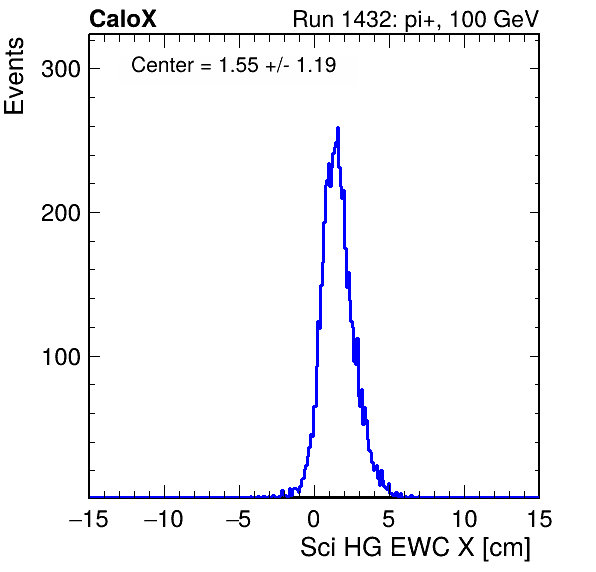 CaloX Run 1432: pi+, 100 GeV
Events
Center = 1.55 +/- 1.19
300
200
100
−15 −10 −5 0 5 10 15
Sci HG EWC X [cm]